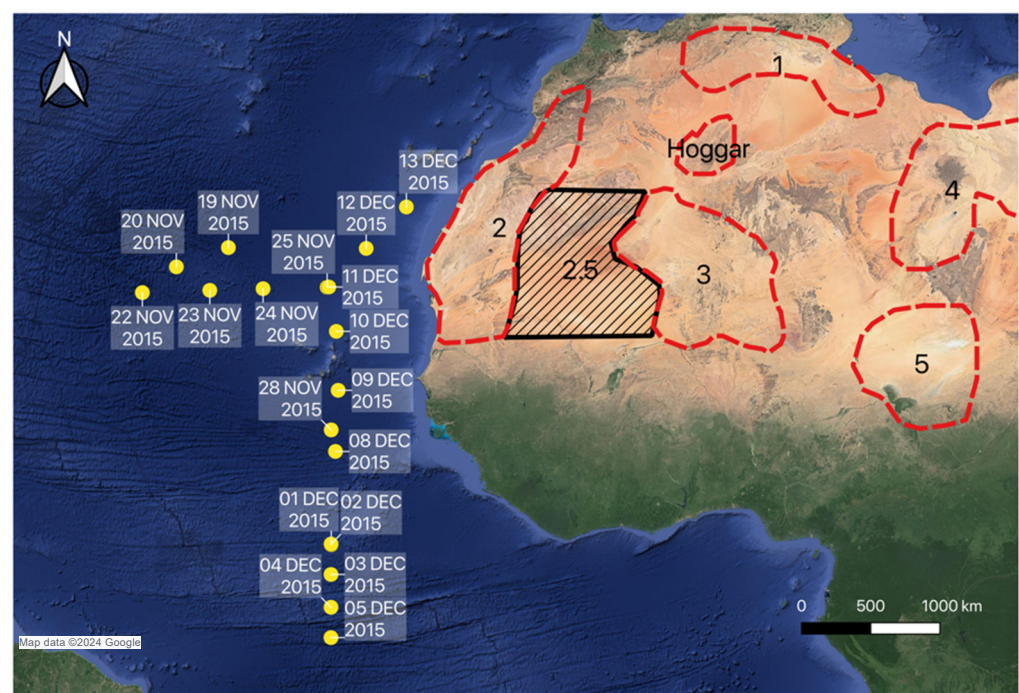 N
1
Hoggar
13 DEC
2015
4
19 NOV
2015
12 DEC
2015
20 NOV
2015
2
25 NOV
2015
2.5
3
11 DEC
2015
22 NOV
2015
23 NOV
2015
24 NOV
2015
10 DEC
2015
5
09 DEC
2015
28 NOV
2015
08 DEC
2015
01 DEC
2015
02 DEC
2015
04 DEC
2015
03 DEC
2015
05 DEC
2015
0 500 1000 km
Map data ©2024 Google